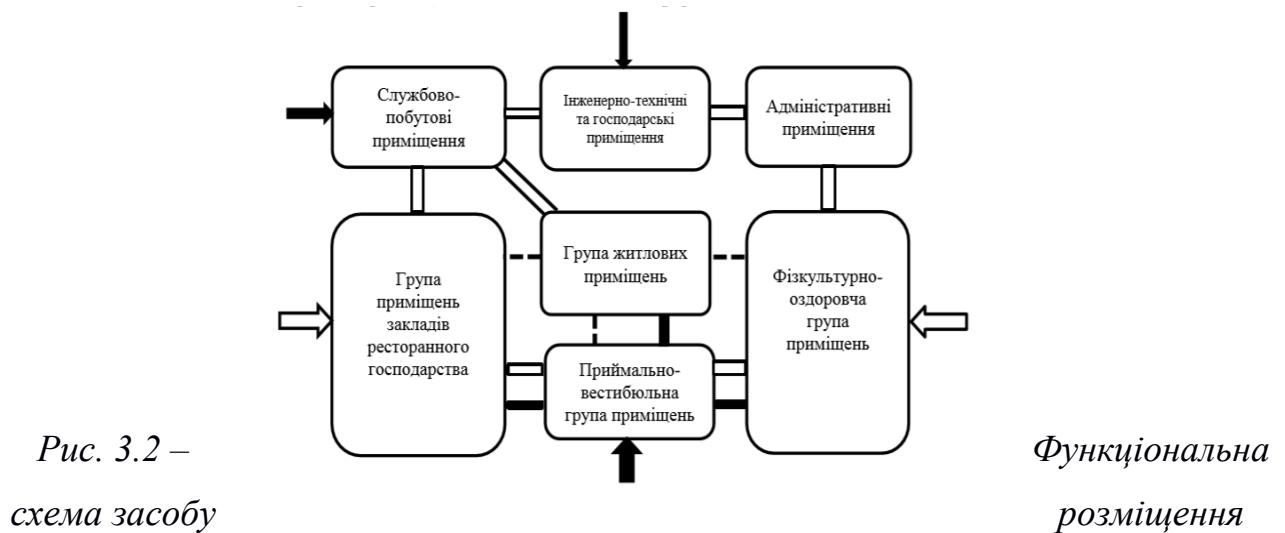 Службово-
побутові
приміщення
Інженерно-технічні
та господарські
приміщення
Адміністративні
приміщення
Група
приміщень
закладів
ресторанного
господарства
Група житлових
приміщень
Фізкультурно-
оздоровча
група
приміщень
Приймально-
вестибюльна
група приміщень
Рис. 3.2 – Функціональна
схема засобу розміщення